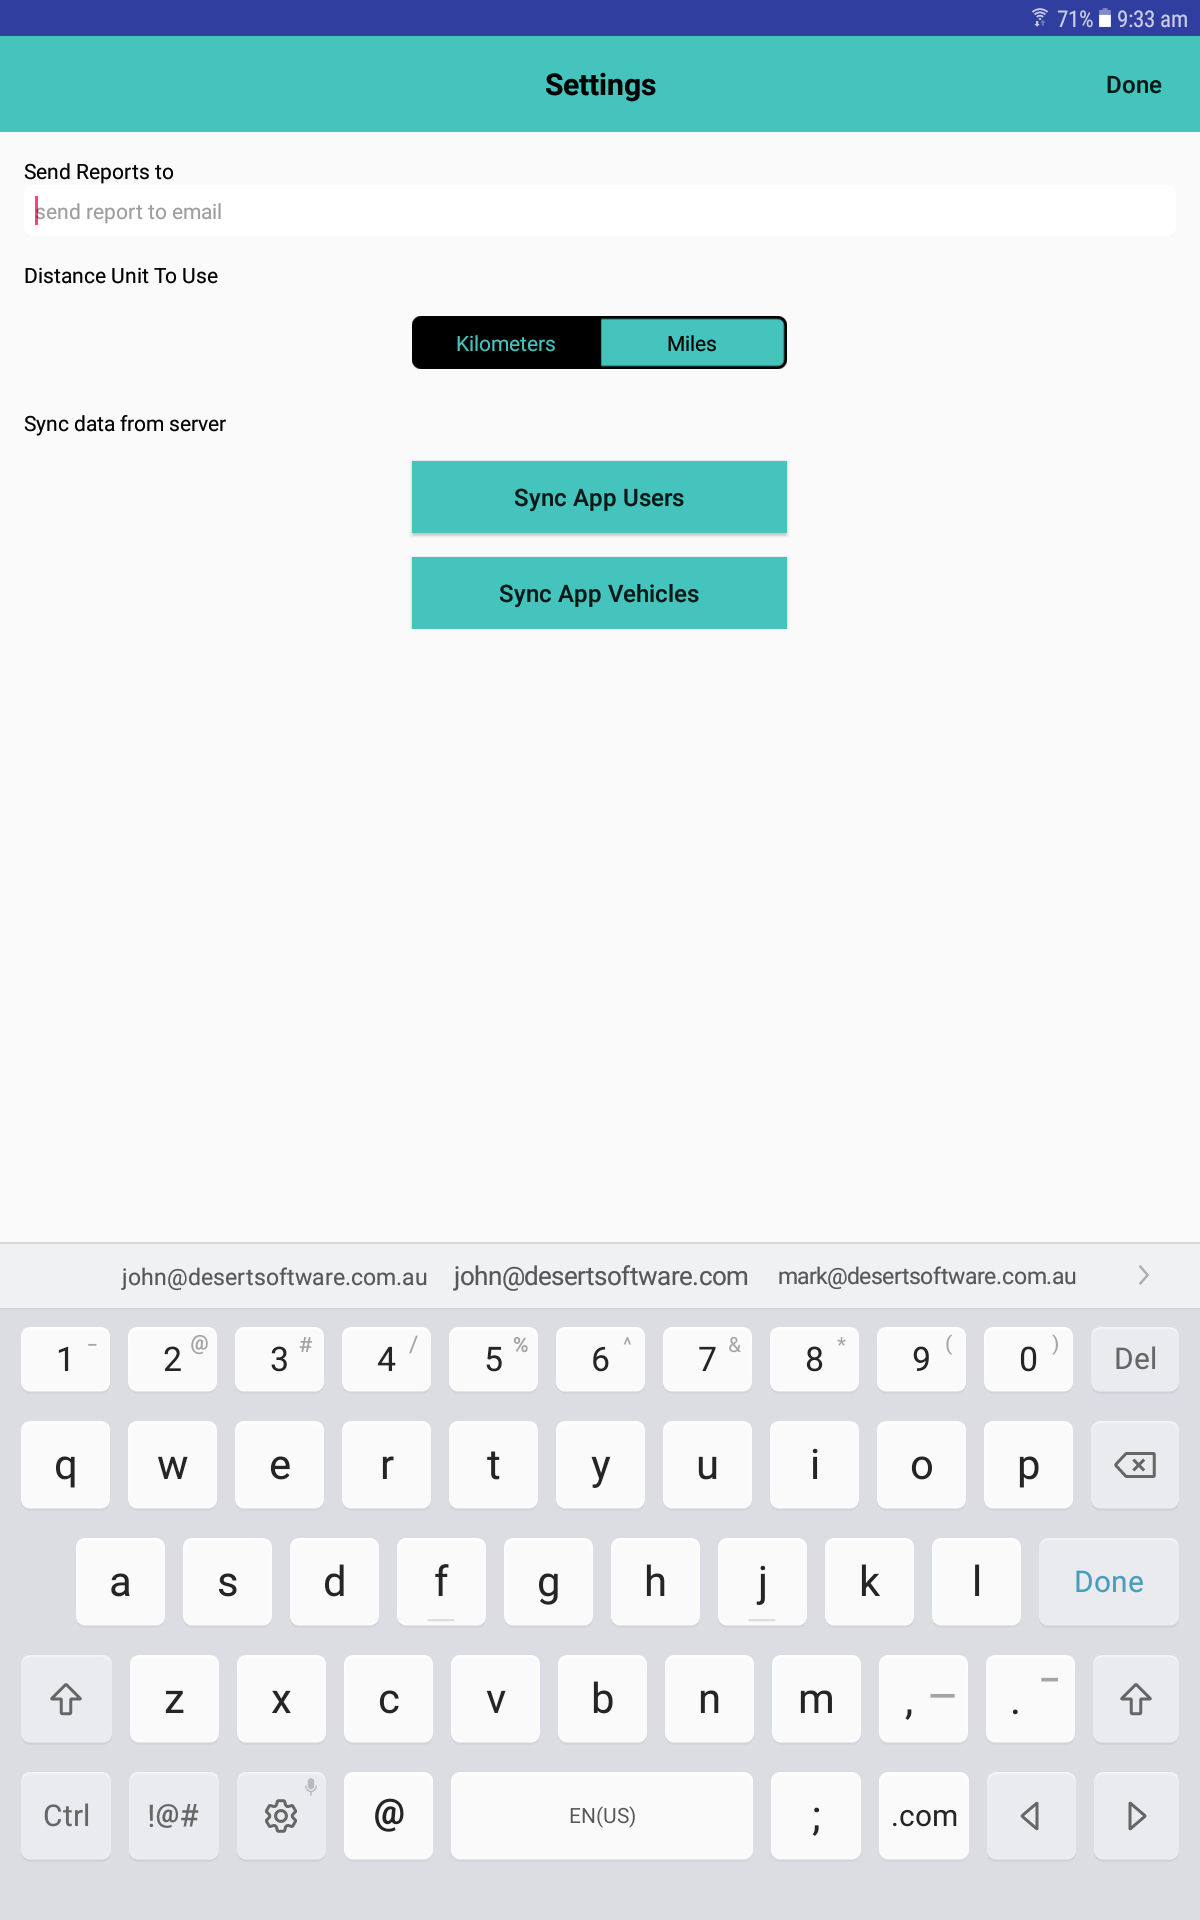 71% 9:33 am
Settings Done
Send Reports to
send report to email
Distance Unit To Use
Kilometers Miles
Sync data from server
Sync App Users
Sync App Vehicles
john@desertsoftware.com.au john@desertsoftware.com mark@desertsoftware.com.au
1 - 2 @ 3 # 4 / 5 % 6 ^ 7 & 8 * 9 ( 0 ) Del
q w e r t y u i o p
a s d f g h j k l Done
z x c v b n m , — . -
Ctrl !@# @ EN(US) ; .com